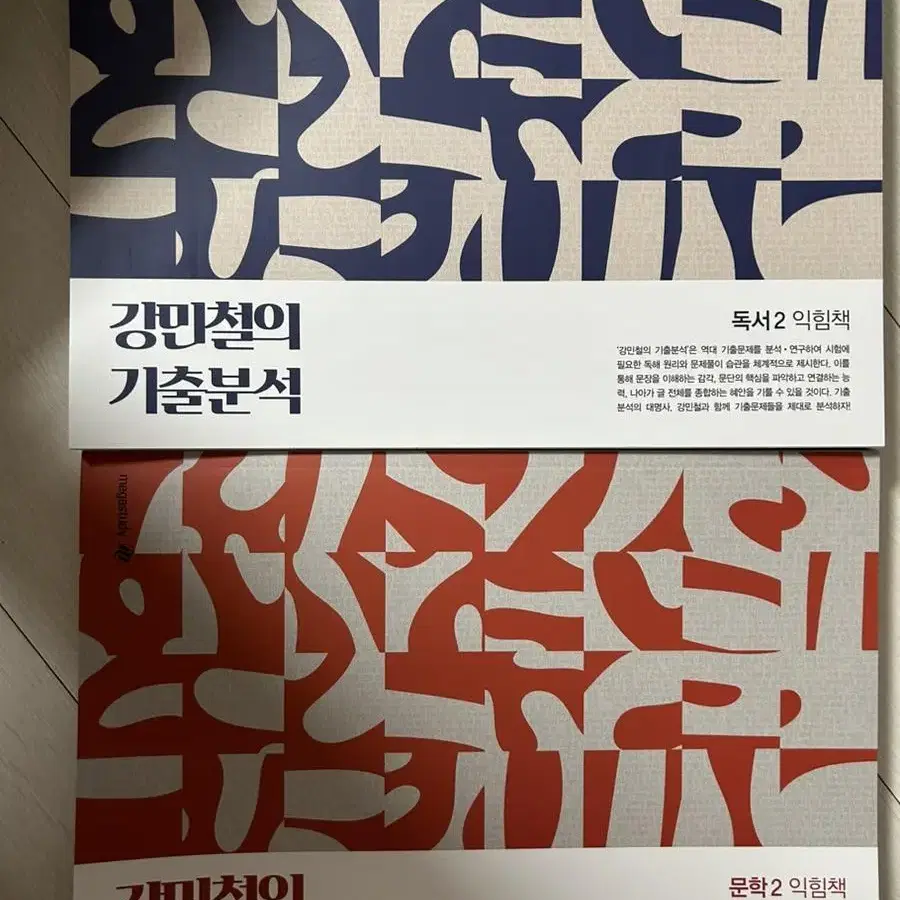 강민철의
기출분석
독서 2 익힘책
'강민철의 기출분석'은 역대 기출문제를 분석·연구하여 시험에
필요한 독해 원리와 문제풀이 습관을 체계적으로 제시한다. 이를
통해 문장을 이해하는 감각, 문단의 핵심을 파악하고 연결하는 능
력, 나아가 글 전체를 종합하는 혜안을 기를 수 있을 것이다. 기출
분석의 대명사, 강민철과 함께 기출문제들을 제대로 분석하자!
megastudy
강민철의
문학 2 익힘책